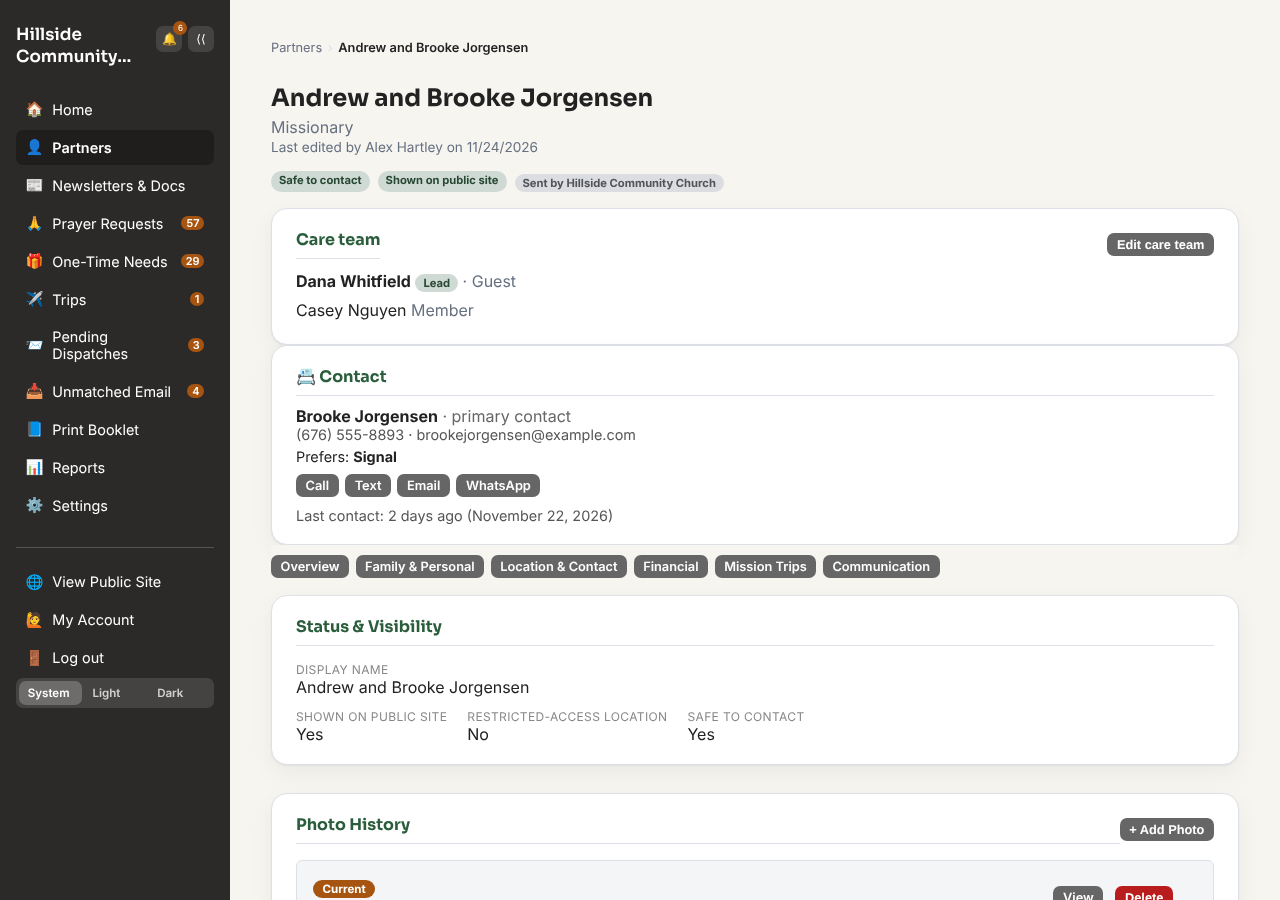 Hillside
Community...
6
⟨⟨
Home
Partners
Newsletters & Docs
Prayer Requests 57
One-Time Needs 29
Trips 1
Pending
Dispatches 3
Unmatched Email 4
Print Booklet
Reports
Settings
View Public Site
My Account
Log out
System Light Dark
Partners › Andrew and Brooke Jorgensen
Andrew and Brooke Jorgensen
Missionary
Last edited by Alex Hartley on 11/24/2026
Safe to contact Shown on public site Sent by Hillside Community Church
Care team Edit care team
Dana Whitfield Lead · Guest
Casey Nguyen Member
Contact
Brooke Jorgensen · primary contact
(676) 555-8893 · brookejorgensen@example.com
Prefers: Signal
Call Text Email WhatsApp
Last contact: 2 days ago (November 22, 2026)
Overview Family & Personal Location & Contact Financial Mission Trips Communication
Status & Visibility
DISPLAY NAME
Andrew and Brooke Jorgensen
SHOWN ON PUBLIC SITE RESTRICTED-ACCESS LOCATION SAFE TO CONTACT
Yes No Yes
Photo History + Add Photo
Current View Delete